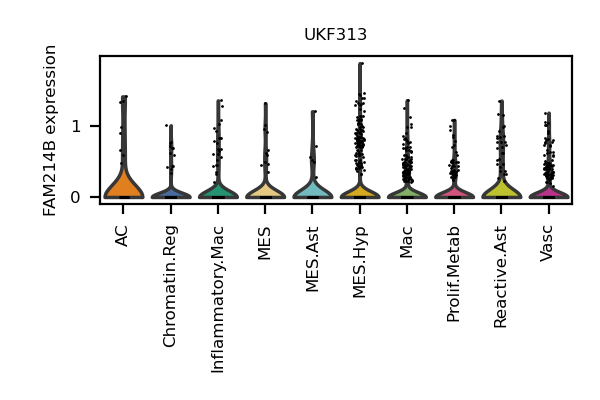 UKF313
FAM214B expression
1
0
AC
Chromatin.Reg
Inflammatory.Mac
MES
MES.Ast
MES.Hyp
Mac
Prolif.Metab
Reactive.Ast
Vasc